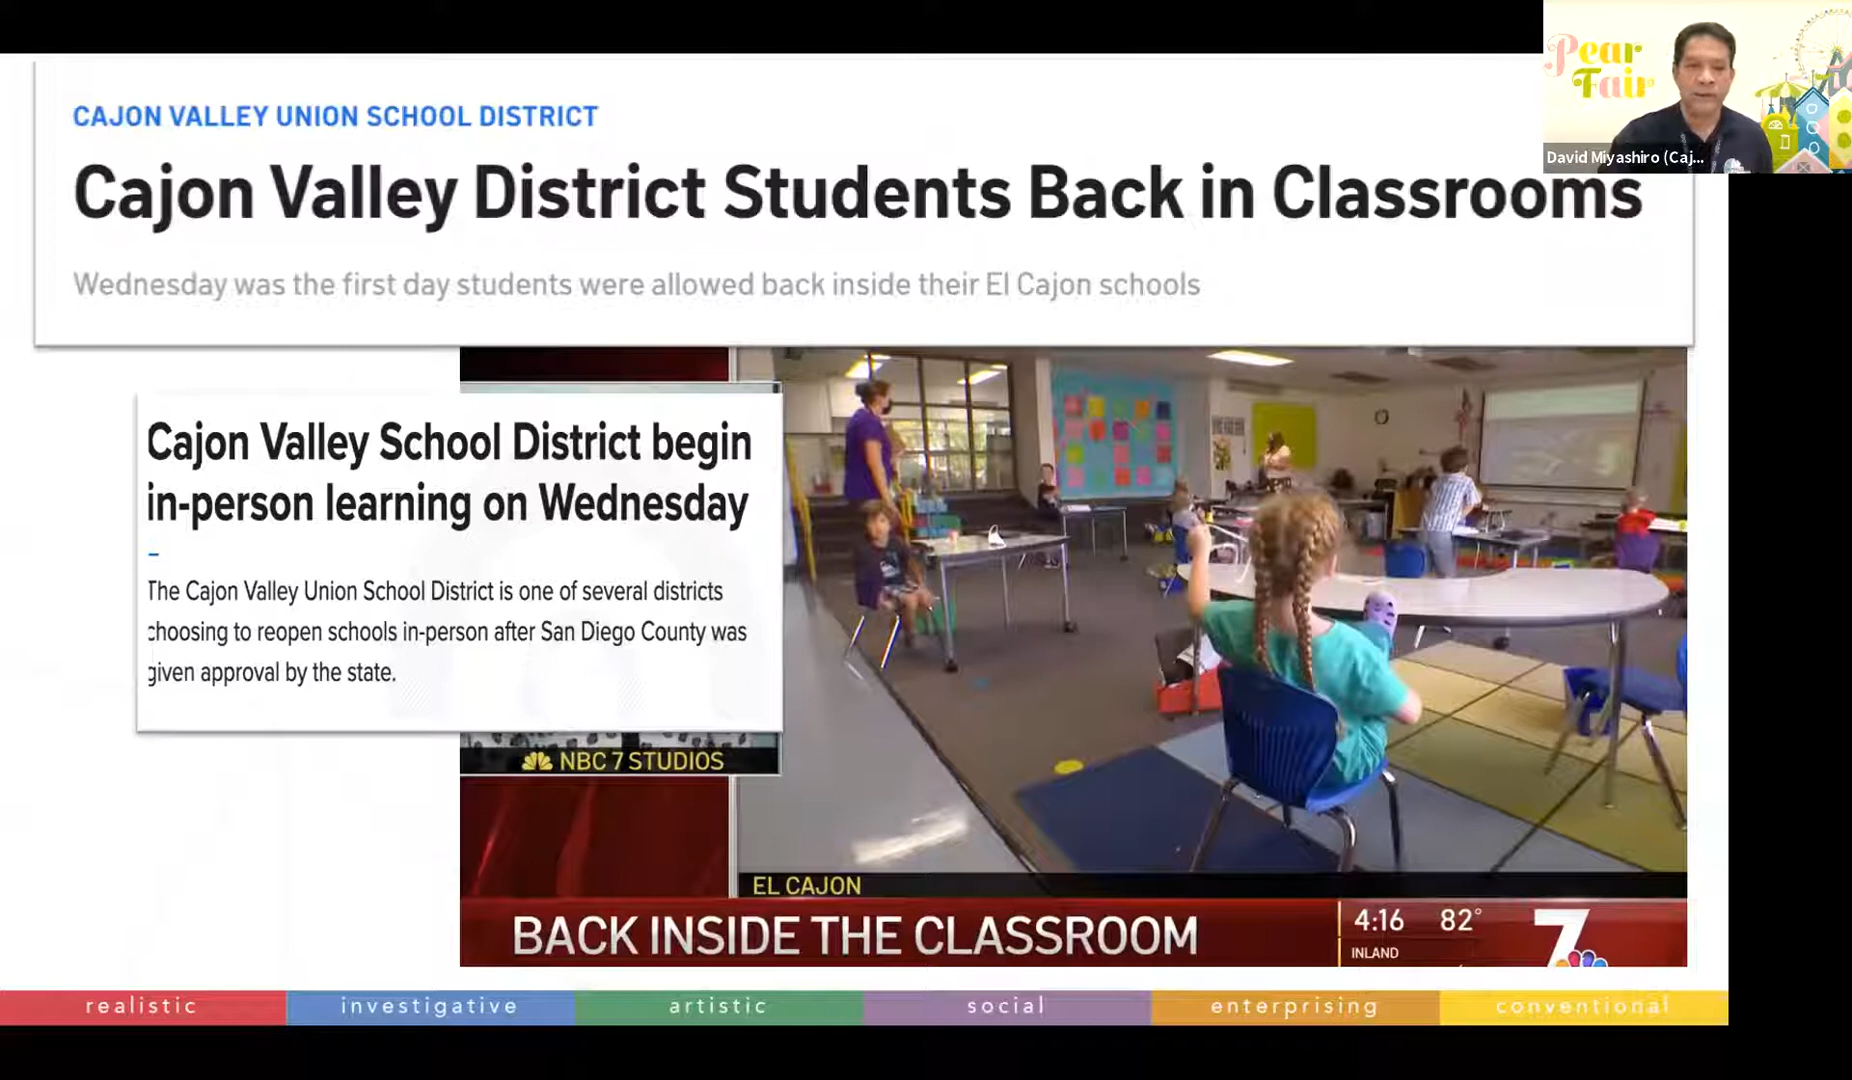 Pear
Fair
David Miyashiro (Caj...
CAJON VALLEY UNION SCHOOL DISTRICT
Cajon Valley District Students Back in Classrooms
Wednesday was the first day students were allowed back inside their El Cajon schools
Cajon Valley School District begin
in-person learning on Wednesday
The Cajon Valley Union School District is one of several districts
choosing to reopen schools in-person after San Diego County was
given approval by the state.
NBC 7 STUDIOS
EL CAJON
BACK INSIDE THE CLASSROOM
4:16 82°
INLAND
7
realistic investigative artistic social enterprising conventional